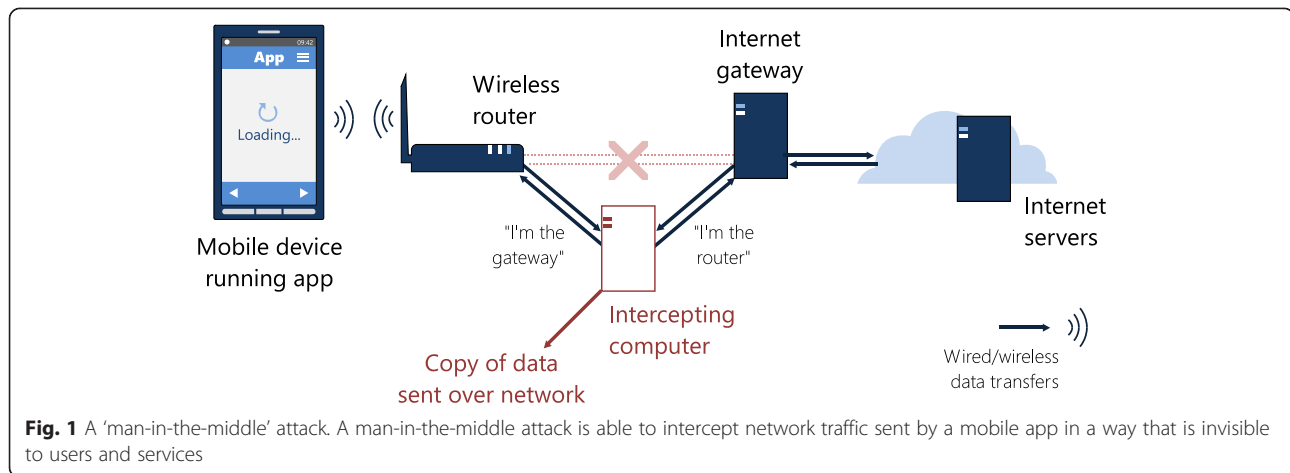 09:42
App
Loading...
Mobile device
running app
Wireless
router
Internet
gateway
Internet
servers
"I'm the
gateway"
"I'm the
router"
Intercepting
computer
Copy of data
sent over network
Wired/wireless
data transfers
Fig. 1 A ‘man-in-the-middle’ attack. A man-in-the-middle attack is able to intercept network traffic sent by a mobile app in a way that is invisible
to users and services